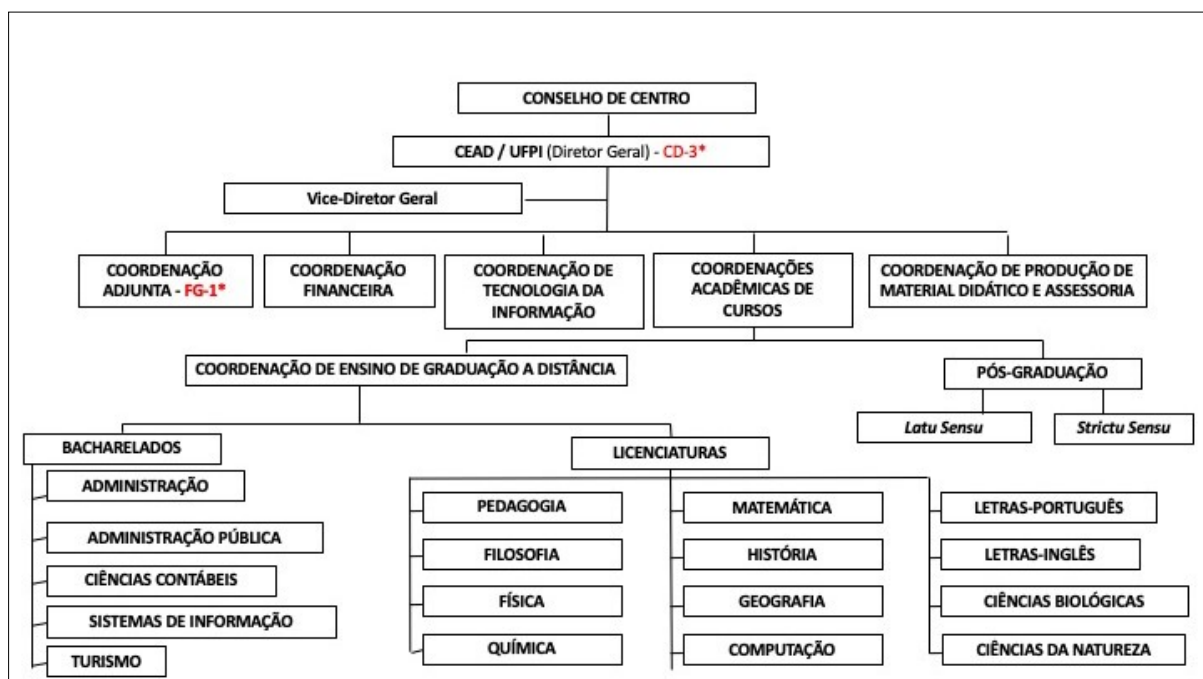 CONSELHO DE CENTRO
CEAD / UFPI (Diretor Geral) - CD-3*
Vice-Diretor Geral
COORDENAÇÃO
ADJUNTA - FG-1*
COORDENAÇÃO
FINANCEIRA
COORDENAÇÃO DE
TECNOLOGIA DA
INFORMAÇÃO
COORDENAÇÕES
ACADÊMICAS DE
CURSOS
COORDENAÇÃO DE PRODUÇÃO DE
MATERIAL DIDÁTICO E ASSESSORIA
COORDENAÇÃO DE ENSINO DE GRADUAÇÃO A DISTÂNCIA
PÓS-GRADUAÇÃO
Latu Sensu
Strictu Sensu
BACHARELADOS
ADMINISTRAÇÃO
ADMINISTRAÇÃO PÚBLICA
CIÊNCIAS CONTÁBEIS
SISTEMAS DE INFORMAÇÃO
TURISMO
LICENCIATURAS
PEDAGOGIA
FILOSOFIA
FÍSICA
QUÍMICA
MATEMÁTICA
HISTÓRIA
GEOGRAFIA
COMPUTAÇÃO
LETRAS-PORTUGUÊS
LETRAS-INGLÊS
CIÊNCIAS BIOLÓGICAS
CIÊNCIAS DA NATUREZA